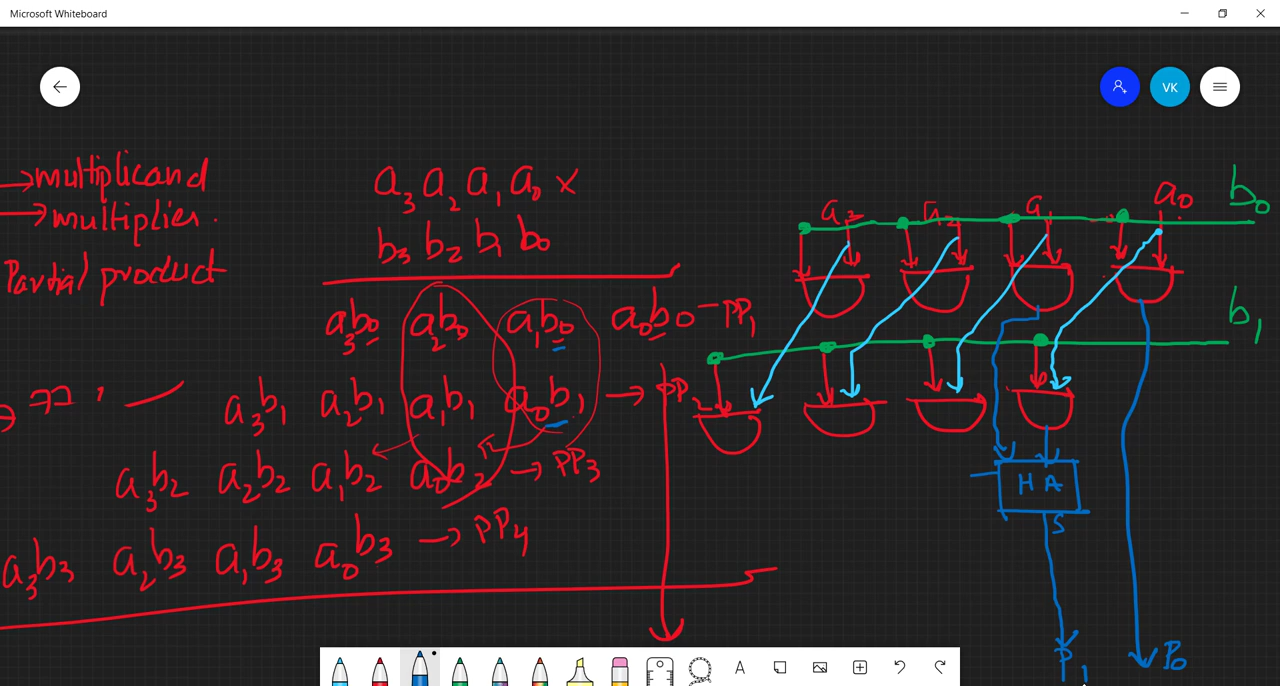 Microsoft Whiteboard
VK
→ multiplicand
→ multiplier.
Partial product
a₃ a₂ a₁ a₀ ×
b₃ b₂ b₁ b₀
a₃b₀ a₂b₀ a₁b₀ a₀b₀ - PP₁
a₃b₁ a₂b₁ a₁b₁ a₀b₁ → PP₂
a₃b₂ a₂b₂ a₁b₂ a₀b₂ → PP₃
a₃b₃ a₂b₃ a₁b₃ a₀b₃ → PP₄
a₃ a₂ a₁ a₀ b₀
b₁
HA
S
P₁ P₀